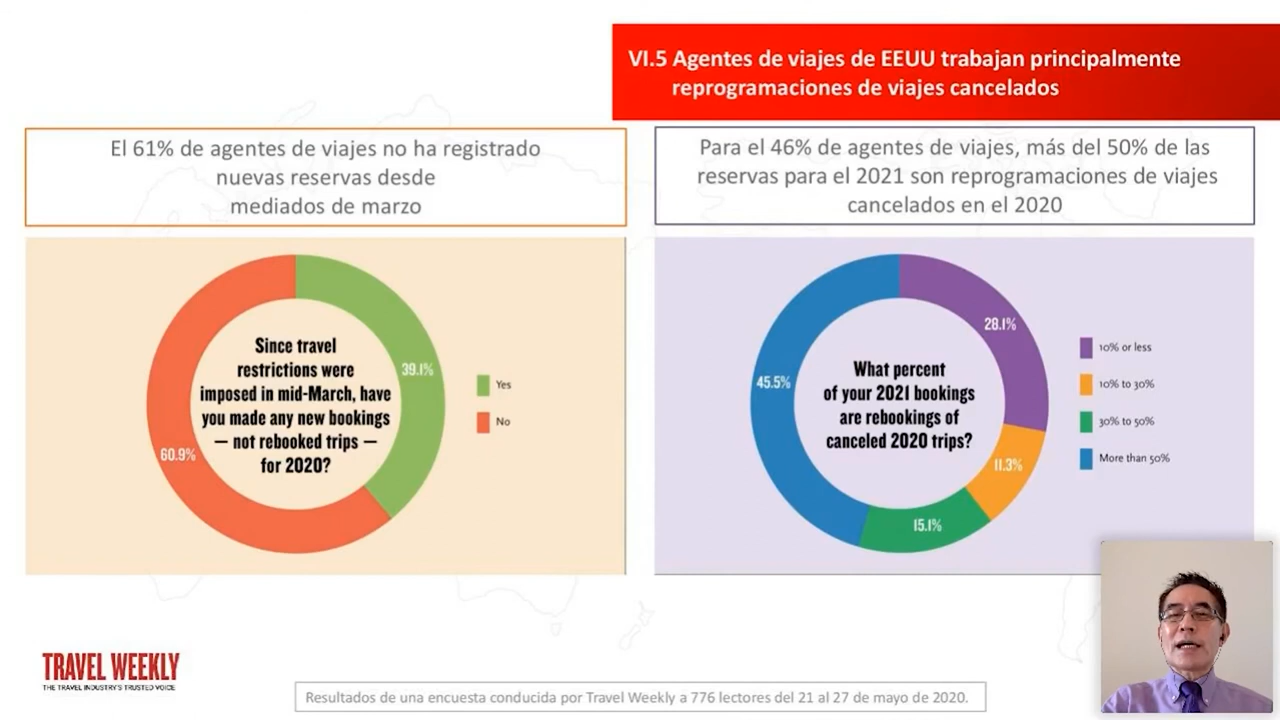 VI.5 Agentes de viajes de EEUU trabajan principalmente
reprogramaciones de viajes cancelados
El 61% de agentes de viajes no ha registrado
nuevas reservas desde
mediados de marzo
Para el 46% de agentes de viajes, más del 50% de las
reservas para el 2021 son reprogramaciones de viajes
cancelados en el 2020
Since travel
restrictions were
imposed in mid-March, have
you made any new bookings
— not rebooked trips —
for 2020?
39.1%
60.9%
Yes
No
What percent
of your 2021 bookings
are rebookings of
canceled 2020 trips?
28.1%
11.3%
15.1%
45.5%
10% or less
10% to 30%
30% to 50%
More than 50%
TRAVEL WEEKLY
THE TRAVEL INDUSTRY'S TRUSTED VOICE
Resultados de una encuesta conducida por Travel Weekly a 776 lectores del 21 al 27 de mayo de 2020.